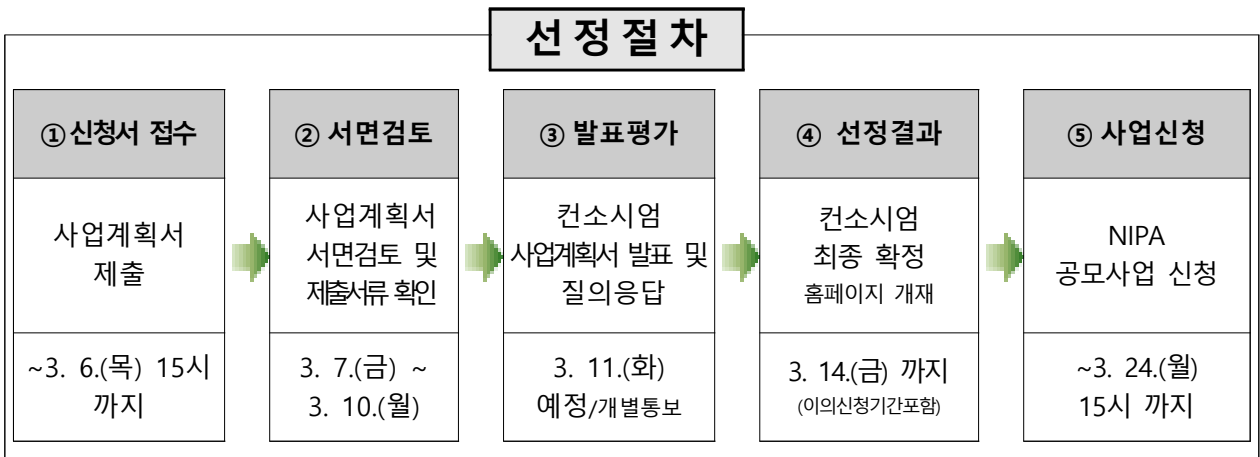 선정절차
①신청서 접수
사업계획서
제출
~3. 6.(목) 15시
까지
② 서면검토
사업계획서
서면검토 및
제출서류 확인
3. 7.(금) ~
3. 10.(월)
③ 발표평가
컨소시엄
사업계획서 발표 및
질의응답
3. 11.(화)
예정/개별통보
④ 선정결과
컨소시엄
최종 확정
홈페이지 개재
3. 14.(금) 까지
(이의신청기간포함)
⑤ 사업신청
NIPA
공모사업 신청
~3. 24.(월)
15시 까지